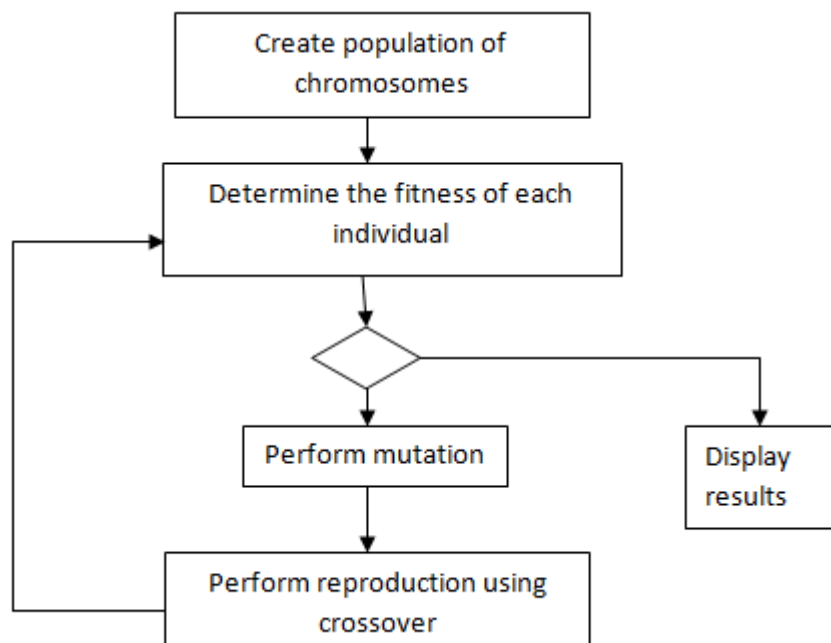 Create population of
chromosomes
Determine the fitness of each
individual
Perform mutation
Display
results
Perform reproduction using
crossover